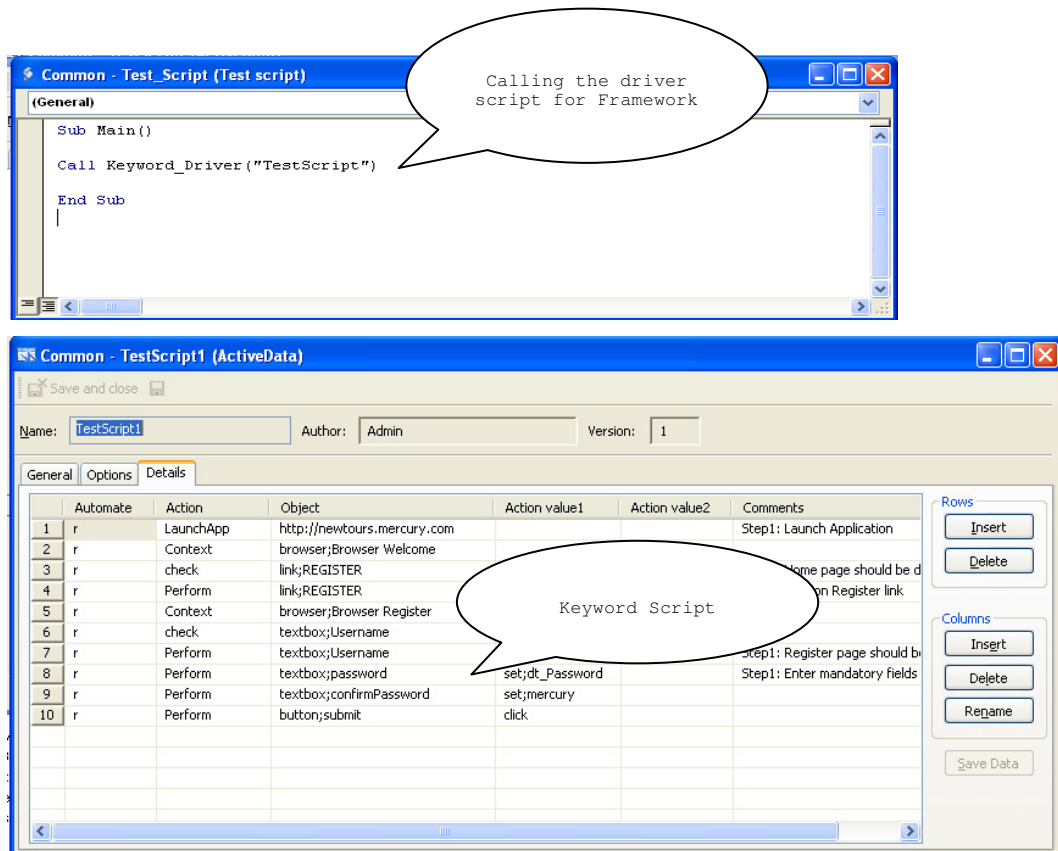 Calling the driver
script for Framework
Common - Test_Script (Test script)
(General)
Sub Main()
Call Keyword_Driver("TestScript")
End Sub
Common - TestScript1 (ActiveData)
Save and close
Name: TestScript1 Author: Admin Version: 1
General Options Details
Automate Action Object Action value1 Action value2 Comments
1 r LaunchApp http://newtours.mercury.com Step1: Launch Application
2 r Context browser;Browser Welcome
3 r check link;REGISTER ome page should be d
4 r Perform link;REGISTER on Register link
5 r Context browser;Browser Register
6 r check textbox;Username
7 r Perform textbox;Username Step1: Register page should b
8 r Perform textbox;password set;dt_Password Step1: Enter mandatory fields
9 r Perform textbox;confirmPassword set;mercury
10 r Perform button;submit click
Keyword Script
Rows
Insert
Delete
Columns
Insert
Delete
Rename
Save Data